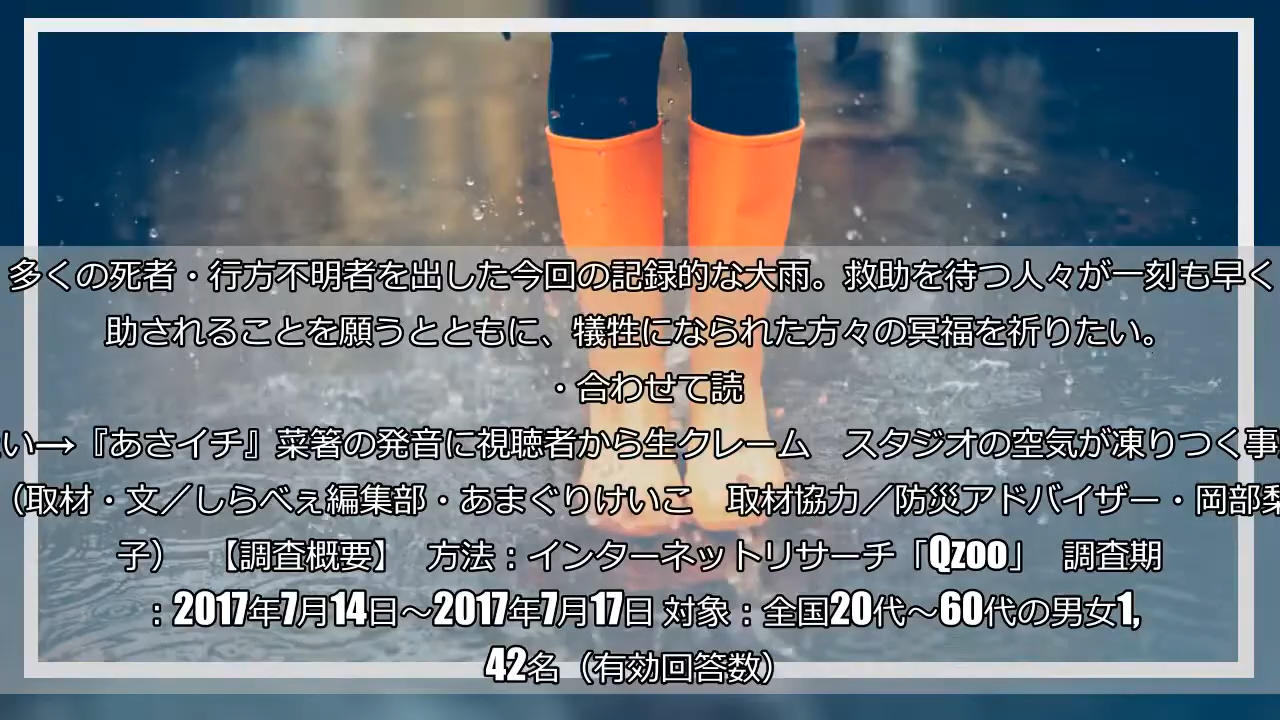 多くの死者・行方不明者を出した今回の記録的な大雨。救助を待つ人々が一刻も早く
助されることを願うとともに、犠牲になられた方々の冥福を祈りたい。
・合わせて読
い→『あさイチ』菜箸の発音に視聴者から生クレーム　スタジオの空気が凍りつく事
（取材・文／しらべぇ編集部・あまぐりけいこ　取材協力／防災アドバイザー・岡部梨
子）　【調査概要】　方法：インターネットリサーチ「Qzoo」　調査期
：2017年7月14日～2017年7月17日 対象：全国20代～60代の男女1,
42名（有効回答数）